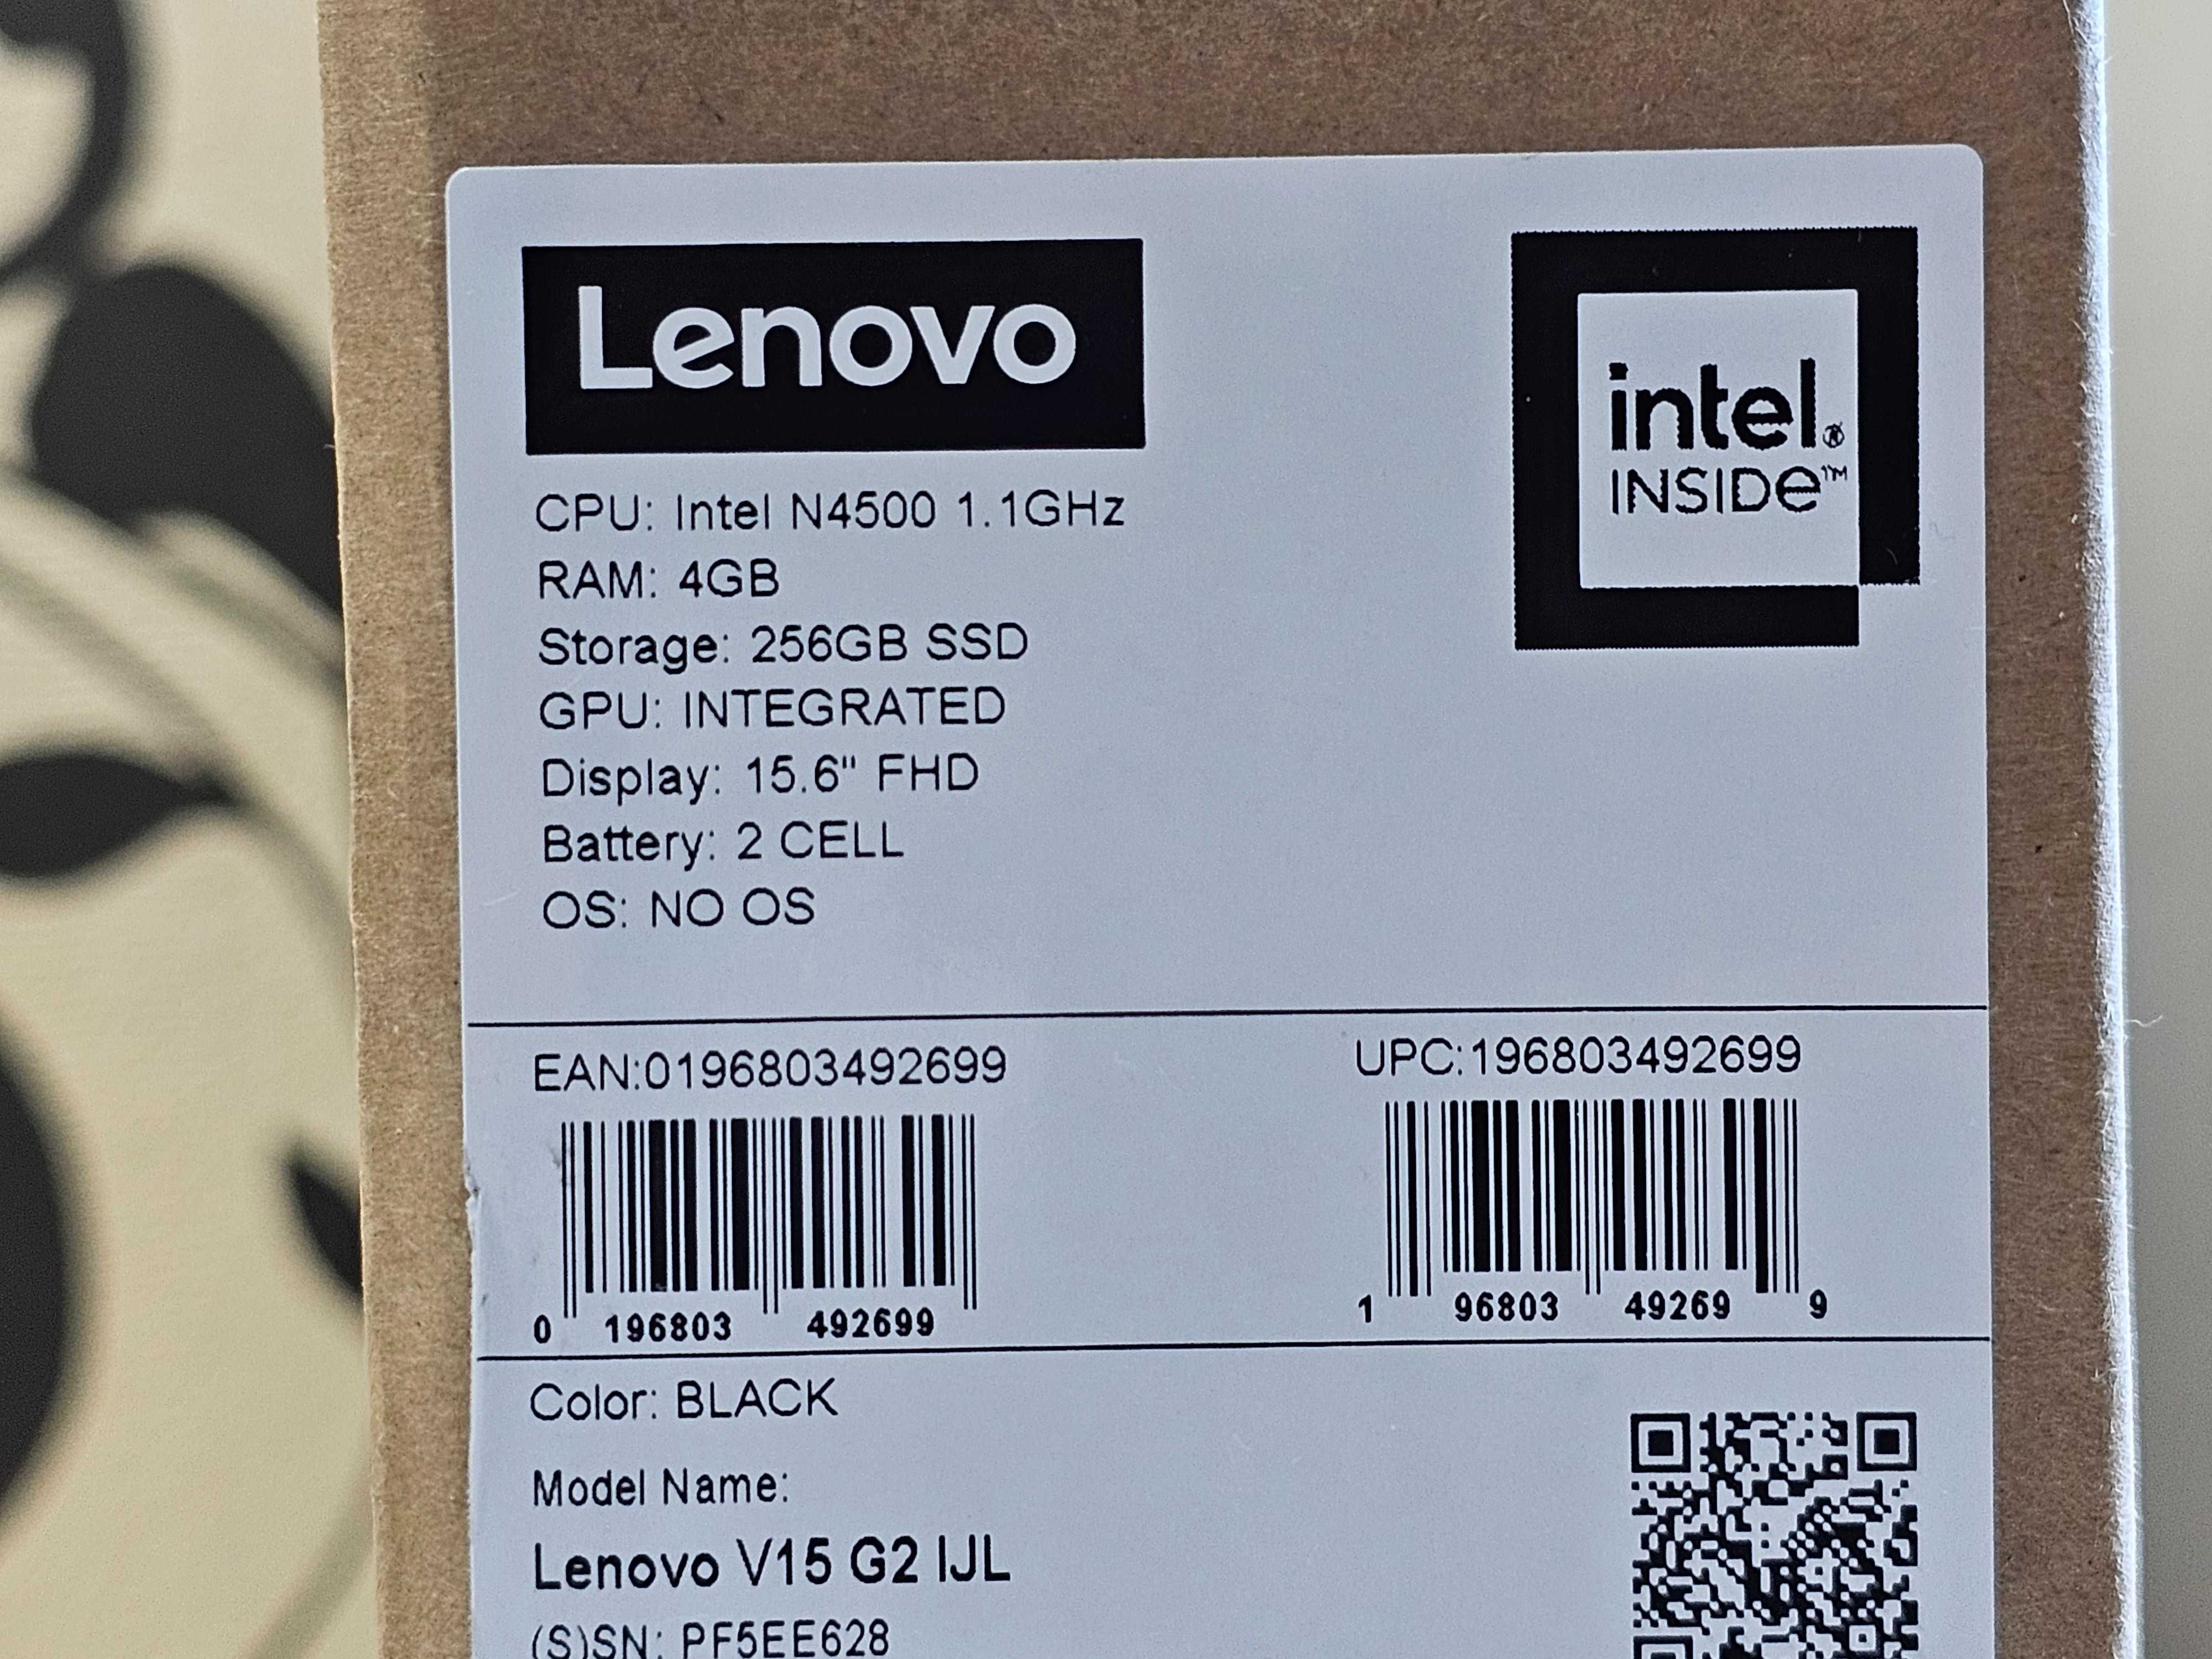 Lenovo
intel®
INSIDE™
CPU: Intel N4500 1.1GHz
RAM: 4GB
Storage: 256GB SSD
GPU: INTEGRATED
Display: 15.6" FHD
Battery: 2 CELL
OS: NO OS
EAN:0196803492699
UPC:196803492699
0 196803 492699
1 96803 49269 9
Color: BLACK
Model Name:
Lenovo V15 G2 IJL
(S)SN: PF5EE628